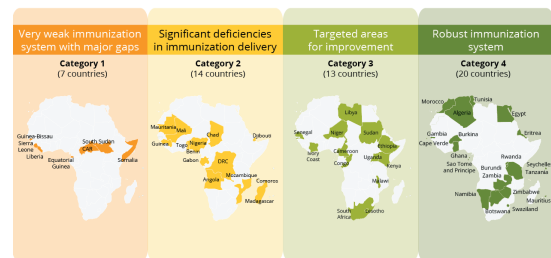 Very weak immunization
system with major gaps
Category 1
(7 countries)
Guinea-Bissau
Sierra
Leone
Liberia
Equatorial
Guinea
South Sudan
CAR
Somalia
Significant deficiencies
in immunization delivery
Category 2
(14 countries)
Mauritania
Mali
Chad
Djibouti
Guinea
Togo
Nigeria
Benin
Gabon
DRC
Angola
Mozambique
Comoros
Madagascar
Targeted areas
for improvement
Category 3
(13 countries)
Libya
Senegal
Niger
Sudan
Ivory
Coast
Cameroon
Ethiopia
Congo
Uganda
Kenya
Malawi
South
Africa
Lesotho
Robust immunization
system
Category 4
(20 countries)
Morocco
Tunisia
Algeria
Egypt
Gambia
Cape Verde
Burkina
Eritrea
Ghana
Sao Tome
and Principe
Rwanda
Burundi
Zambia
Seychelle
Tanzania
Namibia
Zimbabwe
Mauritius
Swaziland
Botswana